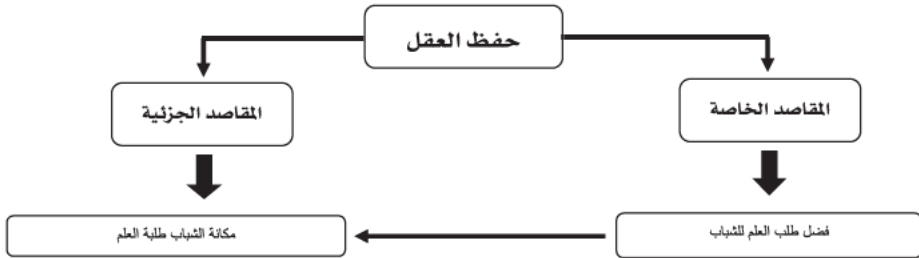 حفظ العقل
المقاصد الخاصة
المقاصد الجزئية
فضل طلب العلم للشباب
مكانة الشباب طلبة العلم